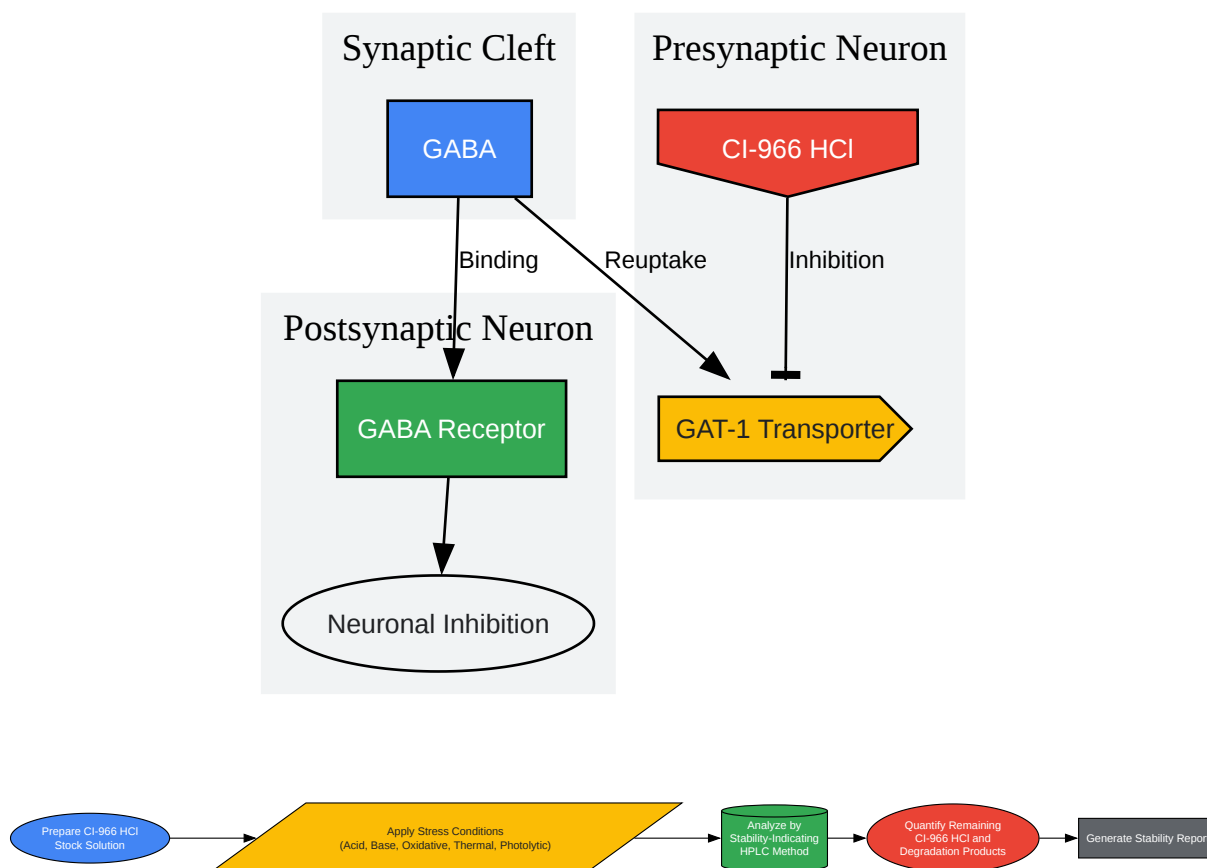 Synaptic Cleft
Presynaptic Neuron
GABA
CI-966 HCl
Binding
Reuptake
Inhibition
Postsynaptic Neuron
GABA Receptor
GAT-1 Transporter
Neuronal Inhibition
Prepare CI-966 HCl
Stock Solution
Apply Stress Conditions
(Acid, Base, Oxidative, Thermal, Photolytic)
Analyze by
Stability-Indicating
HPLC Method
Quantify Remaining
CI-966 HCl and
Degradation Products
Generate Stability Report